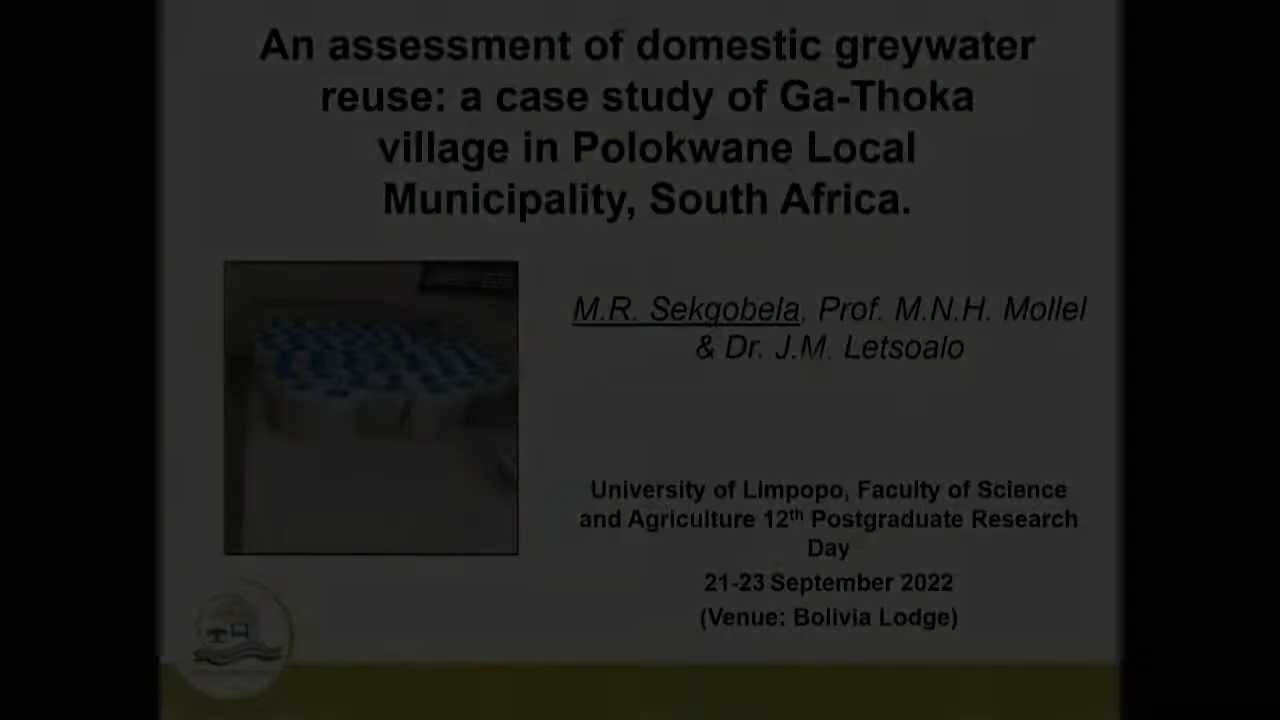 An assessment of domestic greywater
reuse: a case study of Ga-Thoka
village in Polokwane Local
Municipality, South Africa.
M.R. Sekgobela, Prof. M.N.H. Mollel
& Dr. J.M. Letsoalo
University of Limpopo, Faculty of Science
and Agriculture 12th Postgraduate Research
Day
21-23 September 2022
(Venue: Bolivia Lodge)